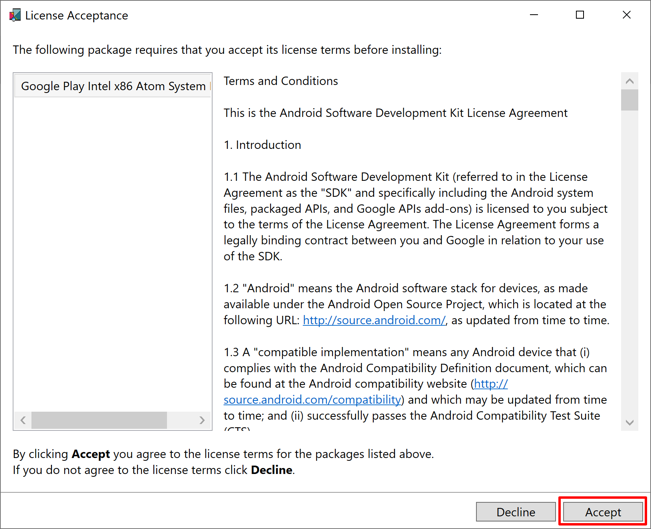 License Acceptance
The following package requires that you accept its license terms before installing:
Google Play Intel x86 Atom System
Terms and Conditions
This is the Android Software Development Kit License Agreement
1. Introduction
1.1 The Android Software Development Kit (referred to in the License
Agreement as the "SDK" and specifically including the Android system
files, packaged APIs, and Google APIs add-ons) is licensed to you subject
to the terms of the License Agreement. The License Agreement forms a
legally binding contract between you and Google in relation to your use
of the SDK.
1.2 "Android" means the Android software stack for devices, as made
available under the Android Open Source Project, which is located at the
following URL: http://source.android.com/, as updated from time to time.
1.3 A "compatible implementation" means any Android device that (i)
complies with the Android Compatibility Definition document, which can
be found at the Android compatibility website (http://
source.android.com/compatibility) and which may be updated from time
to time; and (ii) successfully passes the Android Compatibility Test Suite
(CTS)
By clicking Accept you agree to the license terms for the packages listed above.
If you do not agree to the license terms click Decline.
Decline
Accept